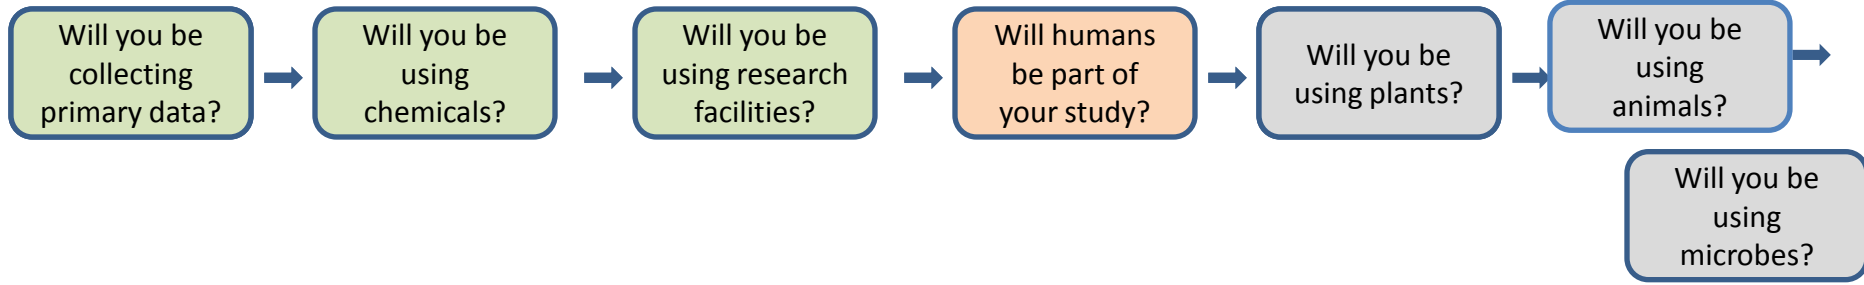 Will you be
collecting
primary data?
Will you be
using
chemicals?
Will you be
using research
facilities?
Will humans
be part of
your study?
Will you be
using plants?
Will you be
using
animals?
Will you be
using
microbes?